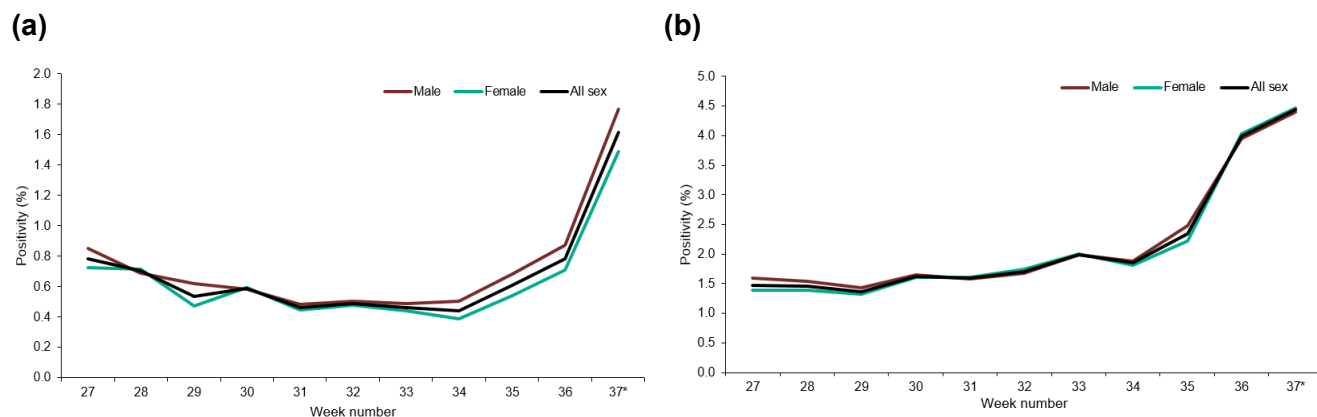 (a)
2.0
1.8
1.6
1.4
1.2
1.0
0.8
0.6
0.4
0.2
0.0
Positivity (%)
Male Female All sex
27 28 29 30 31 32 33 34 35 36 37*
Week number
(b)
5.0
4.5
4.0
3.5
3.0
2.5
2.0
1.5
1.0
0.5
0.0
Positivity (%)
Male Female All sex
27 28 29 30 31 32 33 34 35 36 37*
Week number